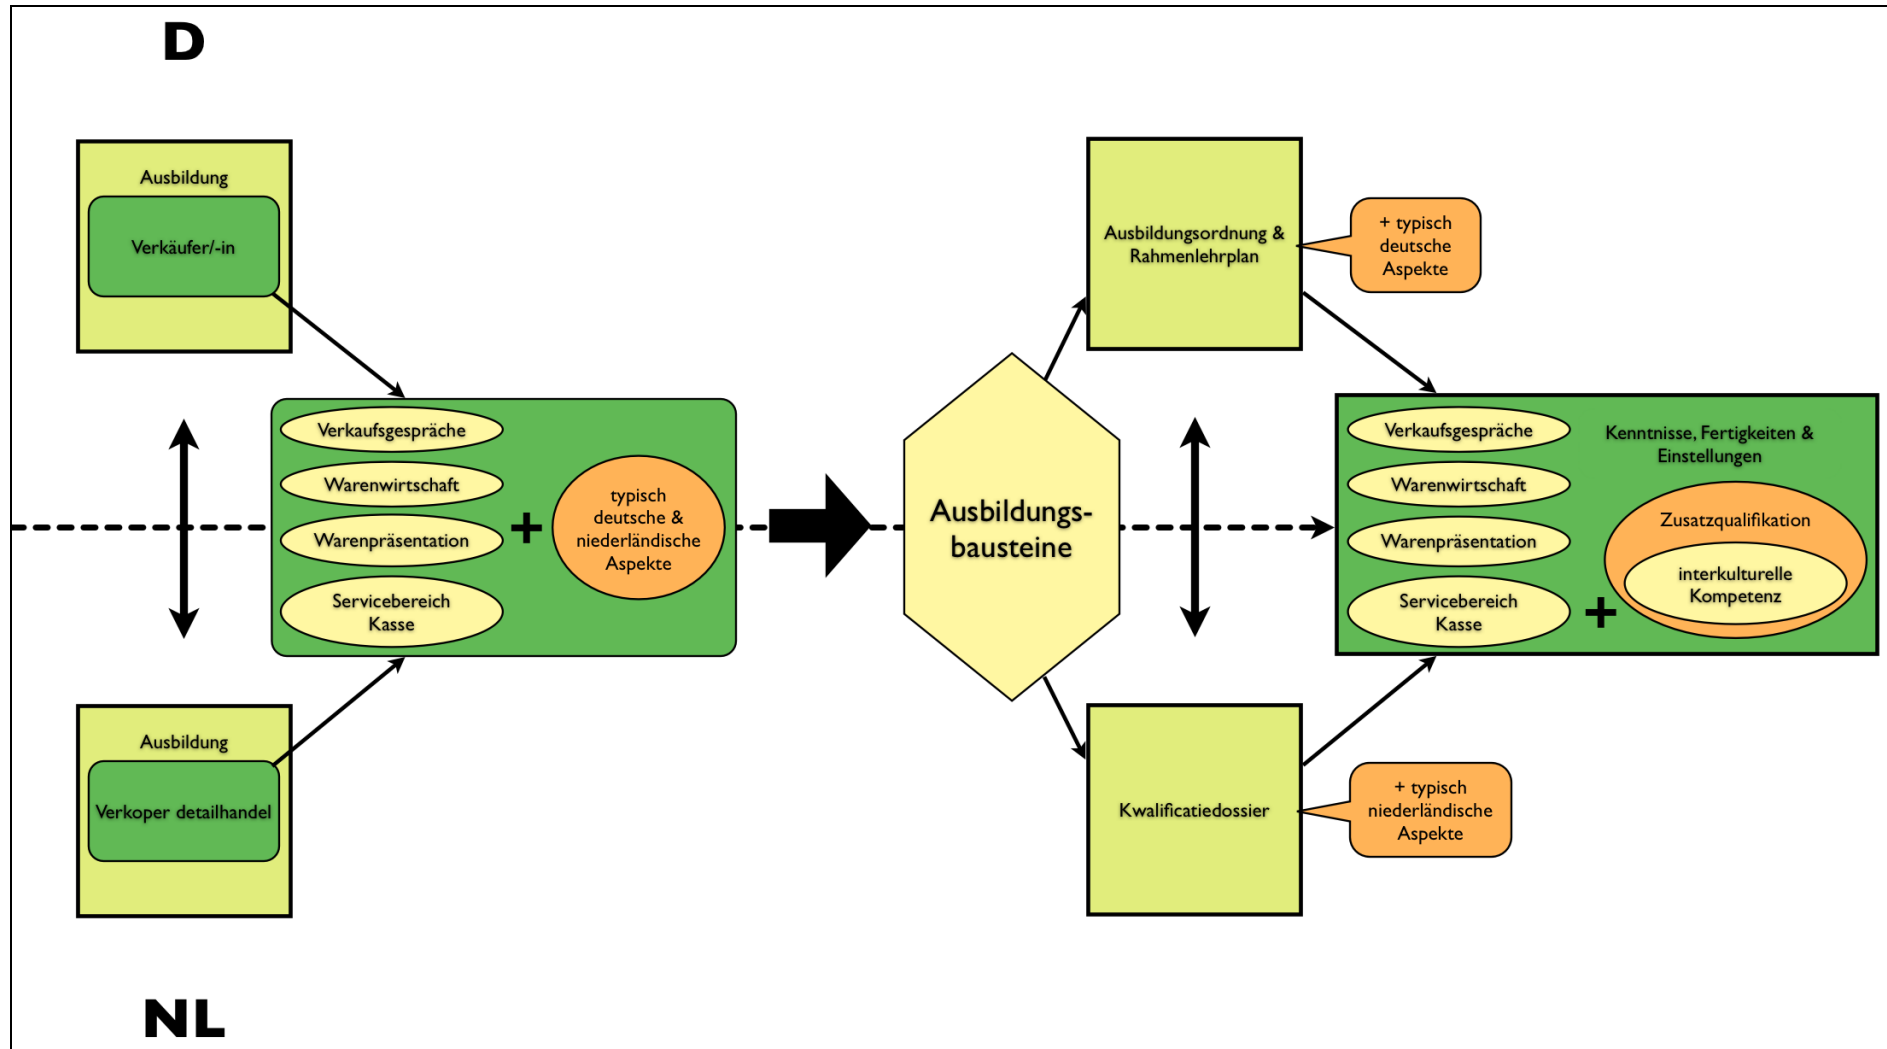 D
Ausbildung
Verkäufer/-in
Verkaufsgespräche
Warenwirtschaft
Warenpräsentation
Servicebereich
Kasse
+
typisch
deutsche &
niederländische
Aspekte
Ausbildung
Verkoper detailhandel
NL
Ausbildungs-
bausteine
Ausbildungsordnung &
Rahmenlehrplan
+ typisch
deutsche
Aspekte
Kwalificatiedossier
+ typisch
niederländische
Aspekte
Verkaufsgespräche
Warenwirtschaft
Warenpräsentation
Servicebereich
Kasse
+
Kenntnisse, Fertigkeiten &
Einstellungen
Zusatzqualifikation
interkulturelle
Kompetenz